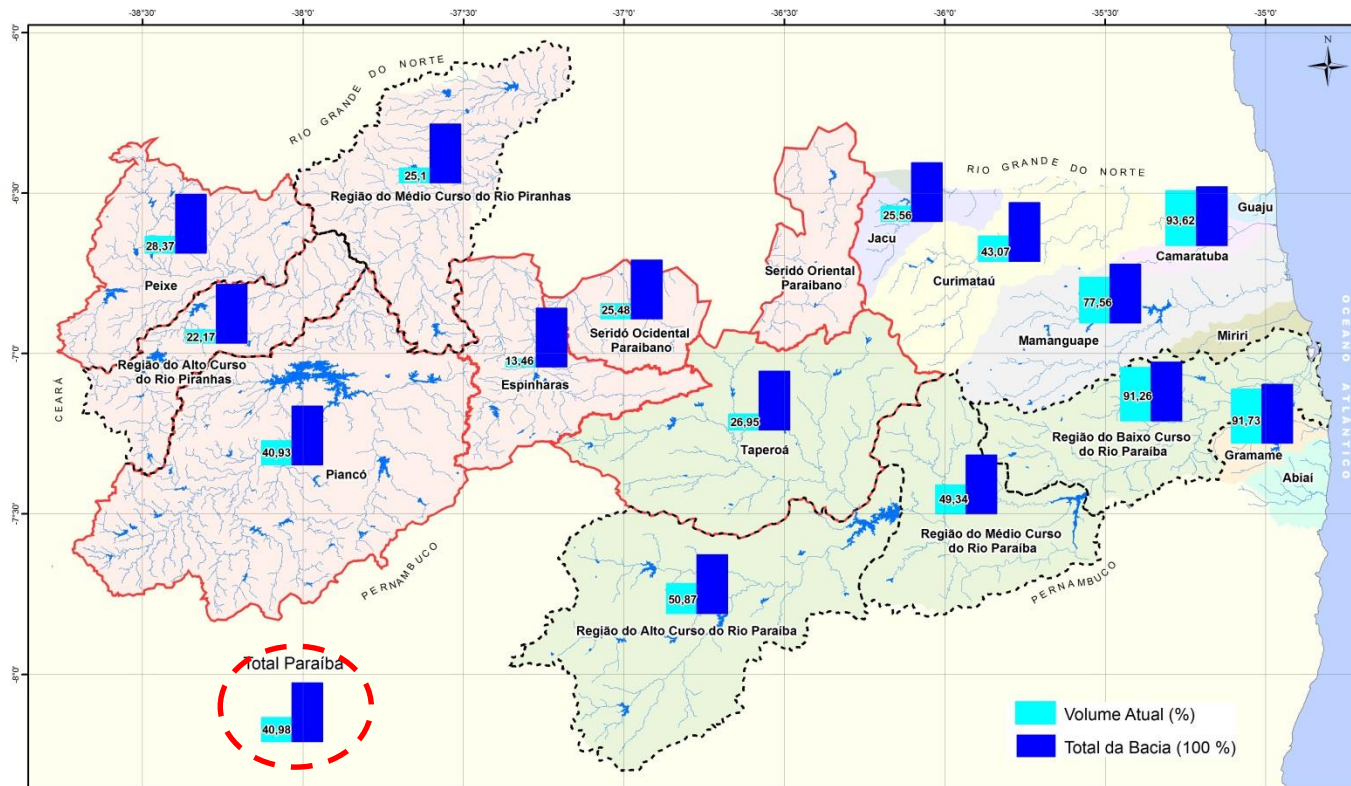 -38°30'
-38°0'
-37°30'
-37°0'
-36°30'
-36°0'
-35°30'
-35°0'
-6°0'
-6°30'
-7°0'
-7°30'
-8°0'
N
RIO GRANDE DO NORTE
RIO GRANDE DO NORTE
CEARÁ
PERNAMBUCO
PERNAMBUCO
OCEANO ATLÂNTICO
25,1
Região do Médio Curso do Rio Piranhas
28,37
Peixe
22,17
Região do Alto Curso
do Rio Piranhas
40,93
Piancó
13,46
Espinharas
25,48
Seridó Ocidental
Paraibano
Seridó Oriental
Paraibano
25,56
Jacu
43,07
Curimataú
93,62
Guaju
Camaratuba
77,56
Mamanguape
Miriri
26,95
Taperoá
91,26
Região do Baixo Curso
do Rio Paraíba
91,73
Gramame
Abiaí
49,34
Região do Médio Curso
do Rio Paraíba
50,87
Região do Alto Curso do Rio Paraíba
Total Paraíba
40,98
Volume Atual (%)
Total da Bacia (100 %)